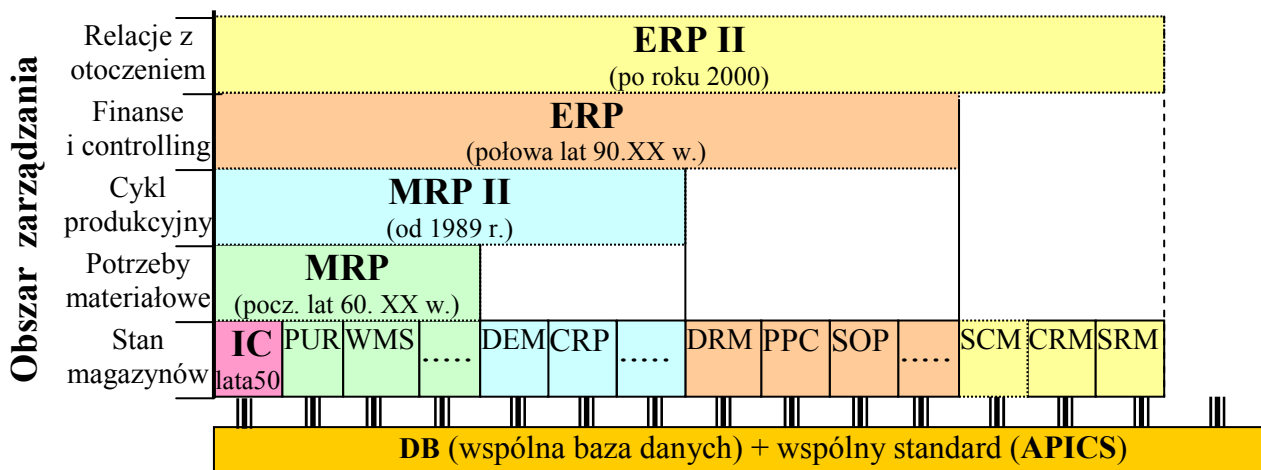 Obszar zarządzania
Relacje z
otoczeniem
ERP II
(po roku 2000)
Finanse
i controlling
ERP
(połowa lat 90.XX w.)
Cykl
produkcyjny
MRP II
(od 1989 r.)
Potrzeby
materiałowe
MRP
(pocz. lat 60. XX w.)
Stan
magazynów
IC
lata50
PUR
WMS
.....
DEM
CRP
.....
DRM
PPC
SOP
.....
SCM
CRM
SRM
DB (wspólna baza danych) + wspólny standard (APICS)